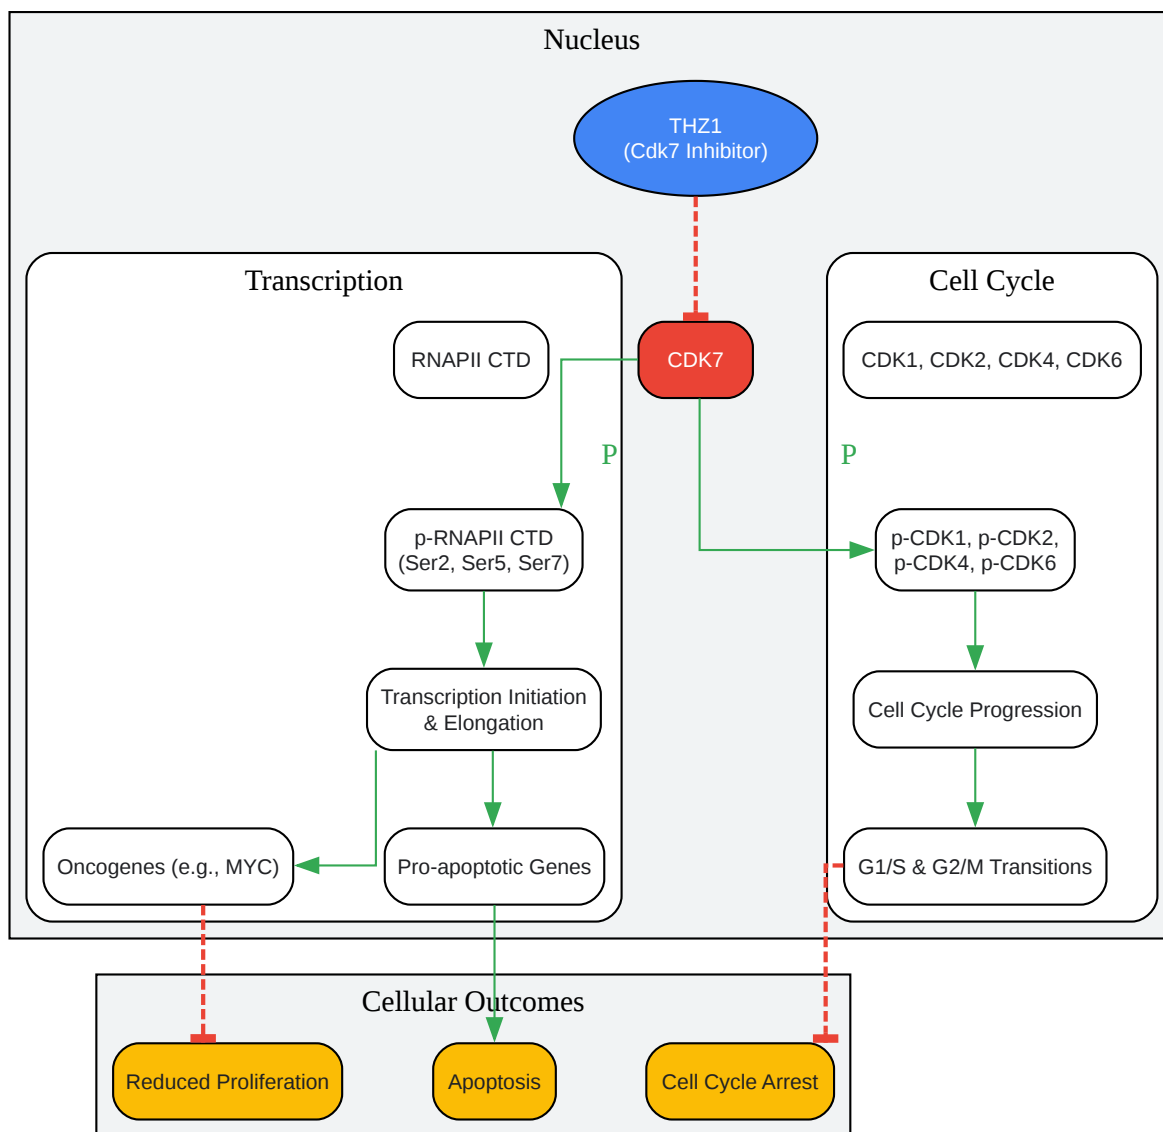 Nucleus
THZ1
(Cdk7 Inhibitor)
Transcription
Cell Cycle
RNAPII CTD
CDK7
CDK1, CDK2, CDK4, CDK6
P
P
p-RNAPII CTD
(Ser2, Ser5, Ser7)
p-CDK1, p-CDK2,
p-CDK4, p-CDK6
Transcription Initiation
& Elongation
Cell Cycle Progression
Oncogenes (e.g., MYC)
Pro-apoptotic Genes
G1/S & G2/M Transitions
Cellular Outcomes
Reduced Proliferation
Apoptosis
Cell Cycle Arrest